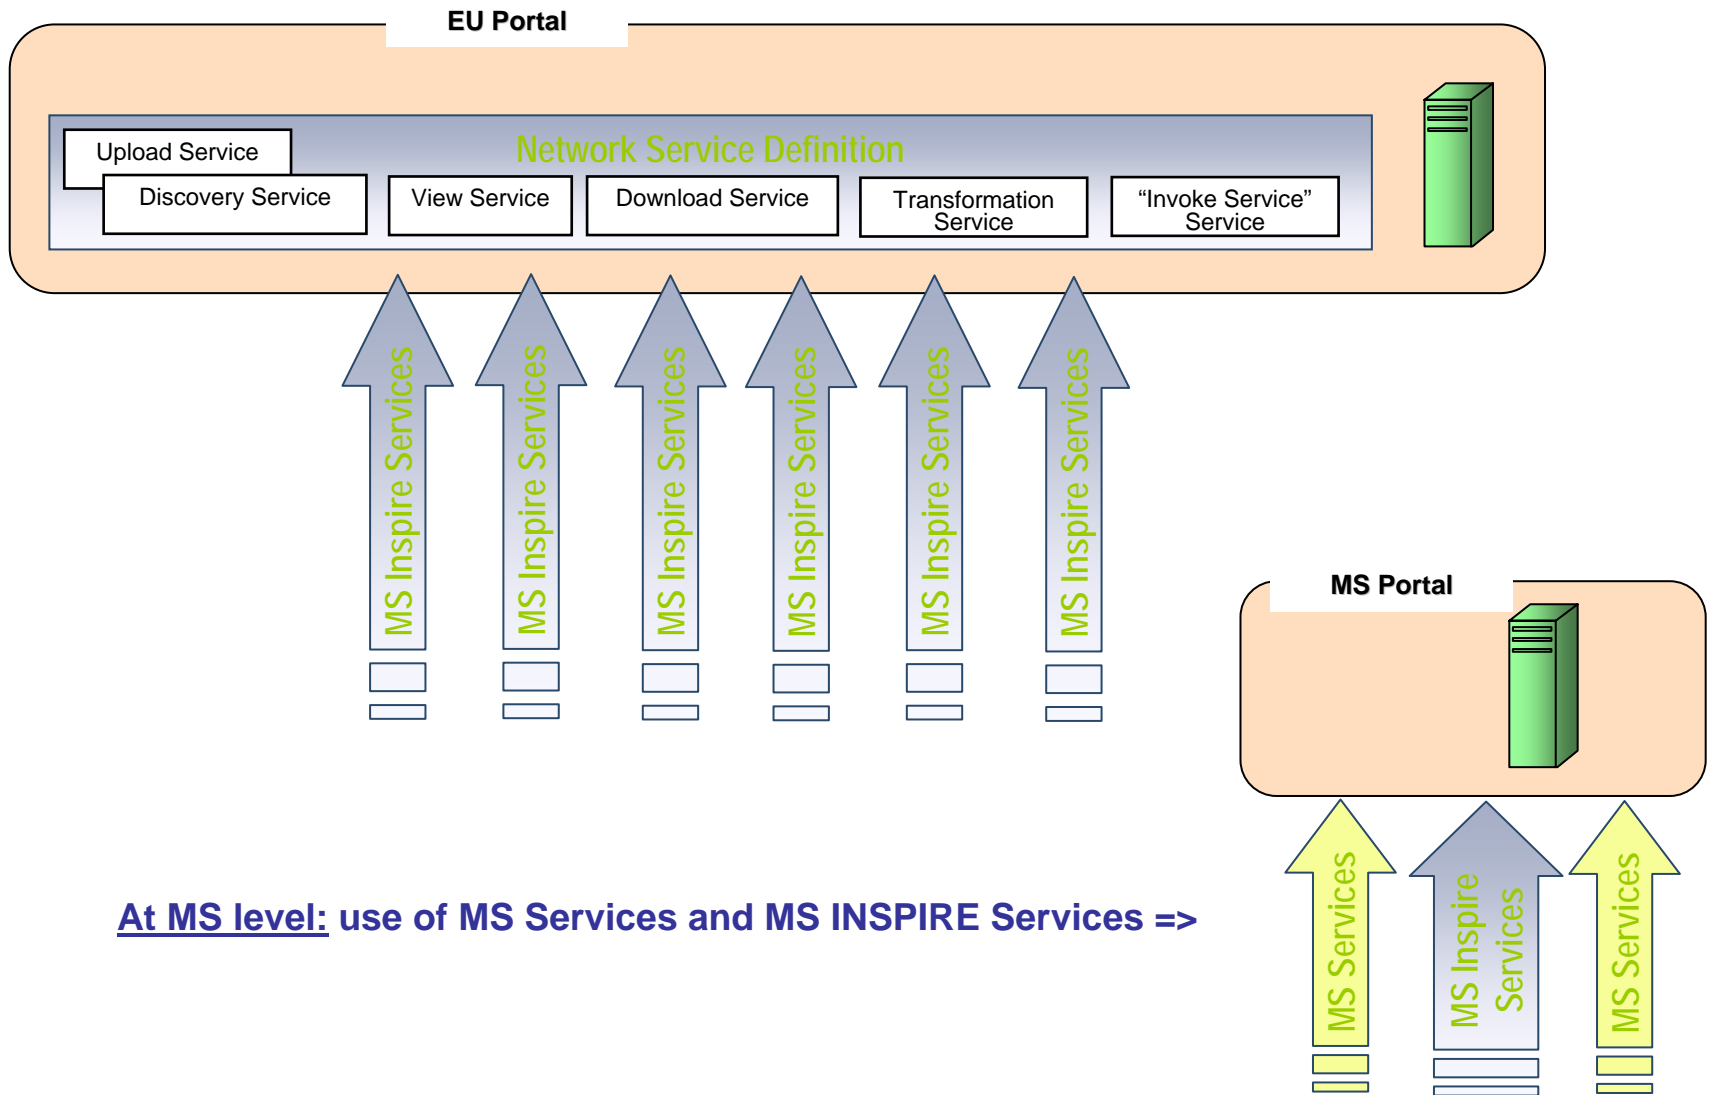 EU Portal
Network Service Definition
Upload Service
Discovery Service
View Service
Download Service
Transformation
Service
“Invoke Service”
Service
MS Inspire Services
MS Inspire Services
MS Inspire Services
MS Inspire Services
MS Inspire Services
MS Inspire Services
MS Portal
At MS level: use of MS Services and MS INSPIRE Services =>
MS Services
MS Inspire
Services
MS Services